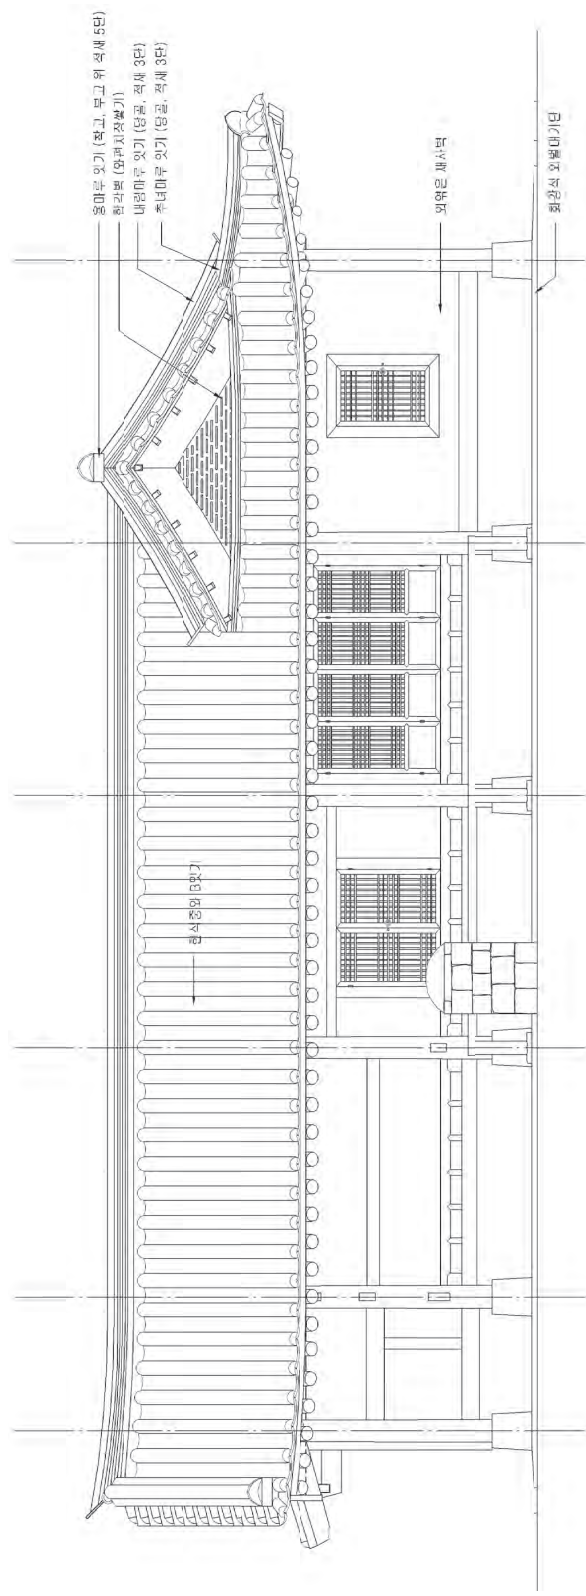 용마루 잇기 (착고, 부고 위 적새 5단)
합각벽 (와편치장쌓기)
내림마루 잇기 (당골, 적새 3단)
추녀마루 잇기 (당골, 적새 3단)
외엮은 재사벽
화강석 외벌대기단
한식중와 B잇기